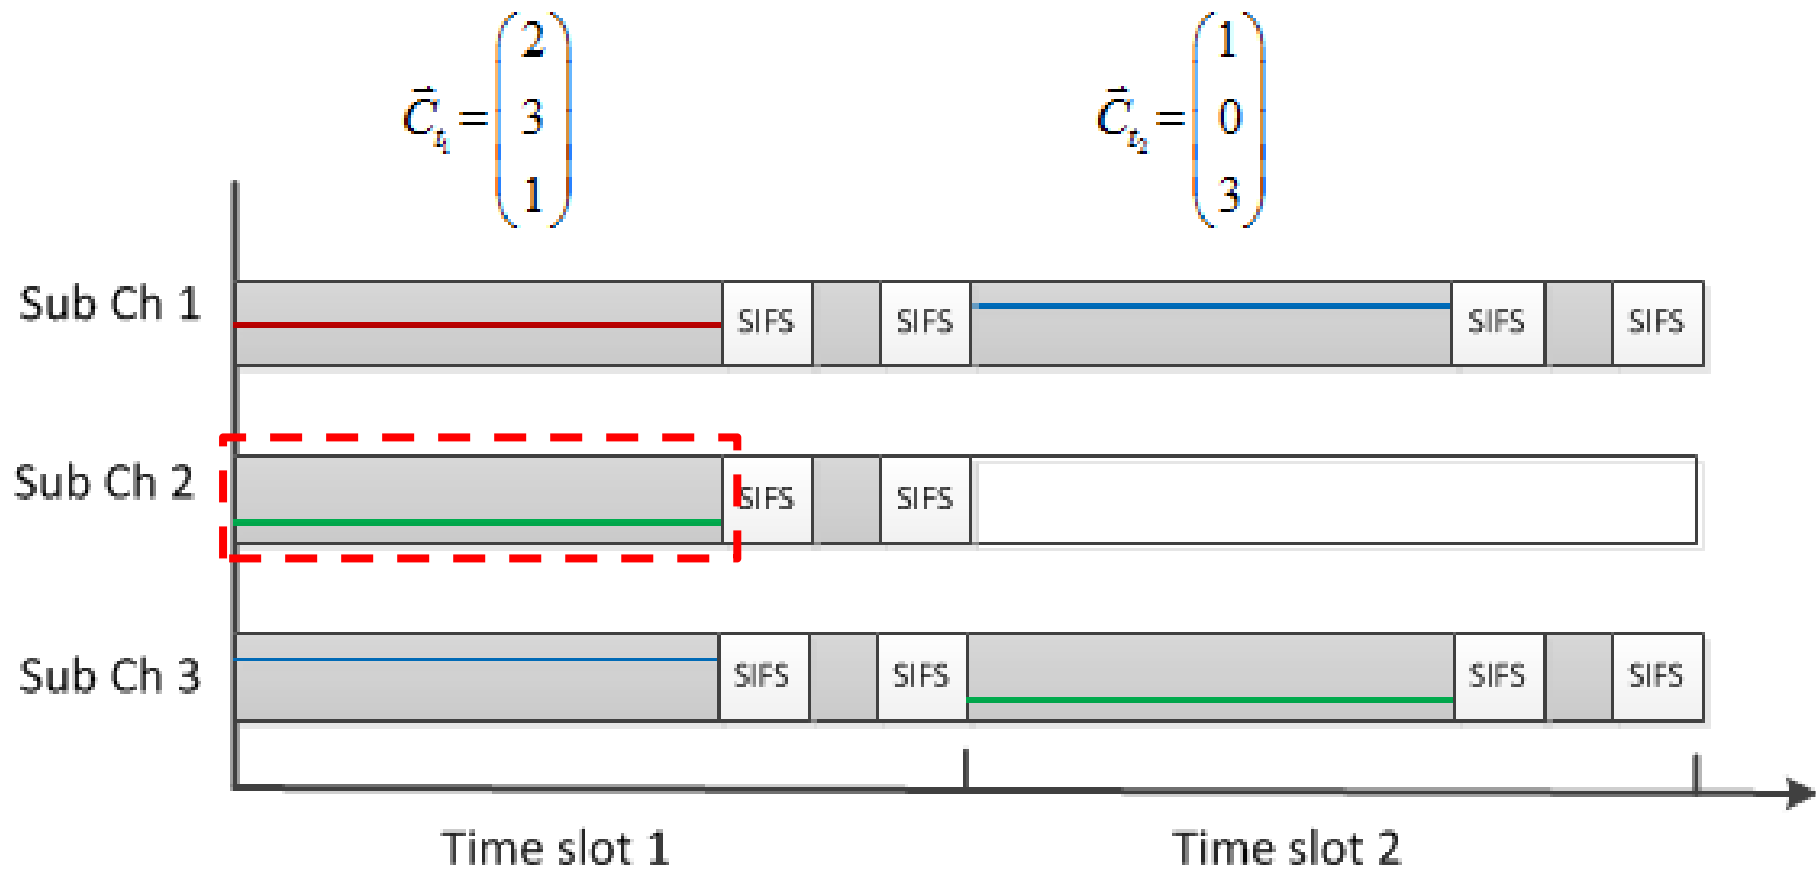 2 1
C⃗t1 = 3 C⃗t2 = 0
1 3
Sub Ch 1 SIFS SIFS SIFS SIFS
Sub Ch 2 SIFS SIFS
Sub Ch 3 SIFS SIFS SIFS SIFS
Time slot 1 Time slot 2